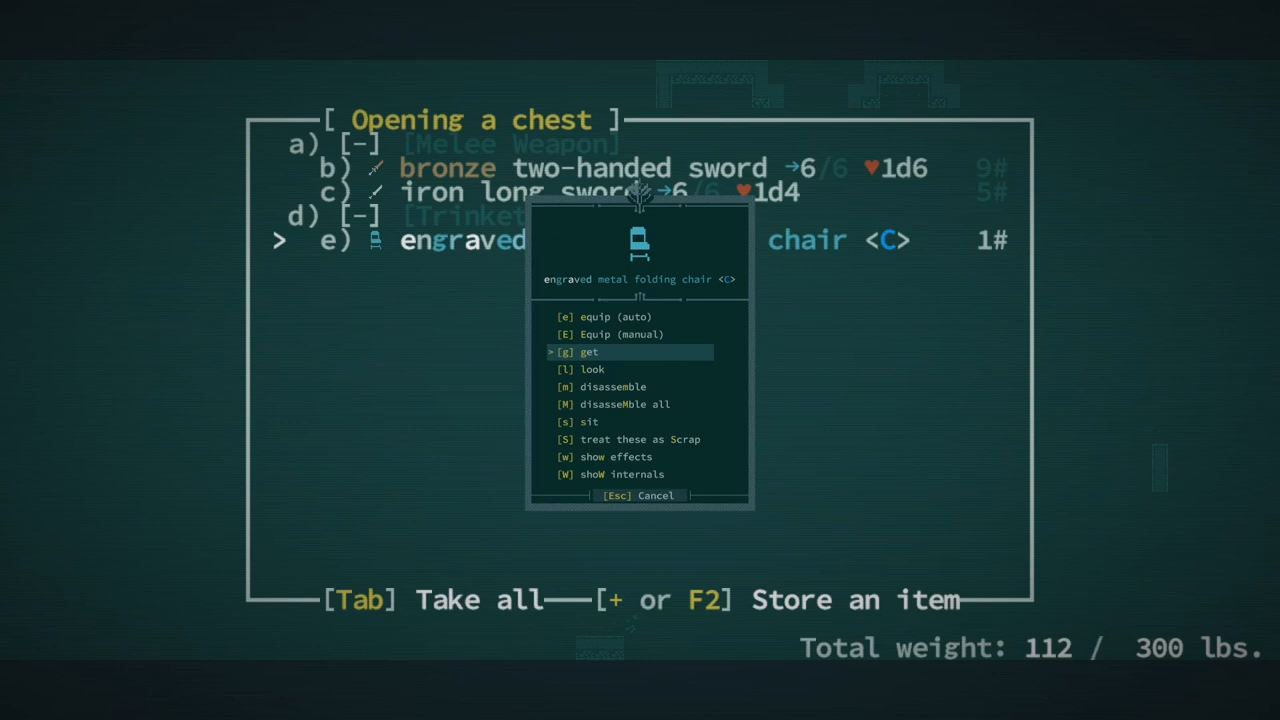 [ Opening a chest ]
a) [-] [Melee Weapon]
b) bronze two-handed sword →6/6 ♥1d6 9#
c) iron long sword →6/6 ♥1d4 5#
d) [-] [Trinket
> e) engraved chair <C> 1#
engraved metal folding chair <C>
[e] equip (auto)
[E] Equip (manual)
> [g] get
[l] look
[m] disassemble
[M] disasseMble all
[s] sit
[S] treat these as Scrap
[w] show effects
[W] shoW internals
[Esc] Cancel
[Tab] Take all [+ or F2] Store an item
Total weight: 112 / 300 lbs.